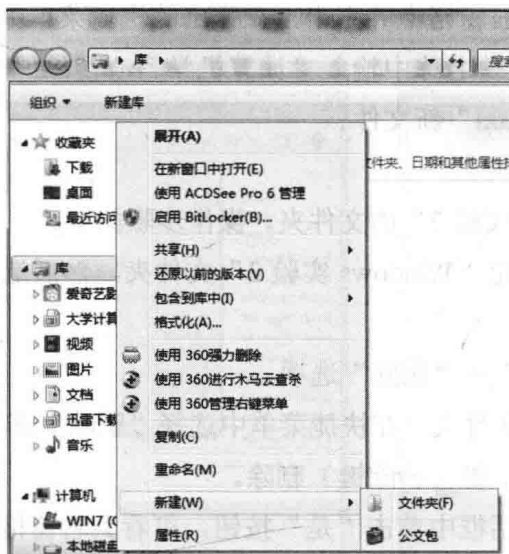 库
搜
组织 新建库
收藏夹
下载
桌面
最近访问
库
爱奇艺
大学计算
视频
图片
文档
迅雷下载
音乐
计算机
WIN7 (C
本地磁盘
展开(A)
在新窗口中打开(E)
使用 ACDSee Pro 6 管理
启用 BitLocker(B)...
共享(H)
还原以前的版本(V)
包含到库中(I)
格式化(A)...
使用 360强力删除
使用 360进行木马云查杀
使用 360管理右键菜单
复制(C)
重命名(M)
新建(W)
属性(R)
文件夹(F)
公文包
件夹、日期和其他属性